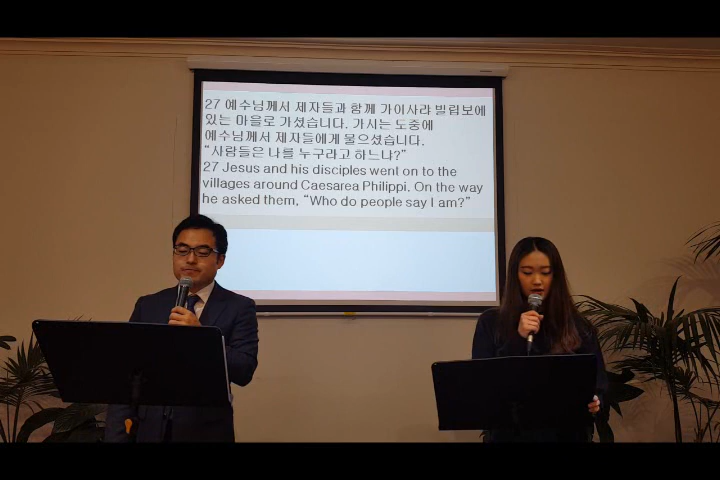 27 예수님께서 제자들과 함께 가이사랴 빌립보에
있는 마을로 가셨습니다. 가시는 도중에
예수님께서 제자들에게 물으셨습니다.
“사람들은 나를 누구라고 하느냐?”
27 Jesus and his disciples went on to the
villages around Caesarea Philippi. On the way
he asked them, “Who do people say I am?”